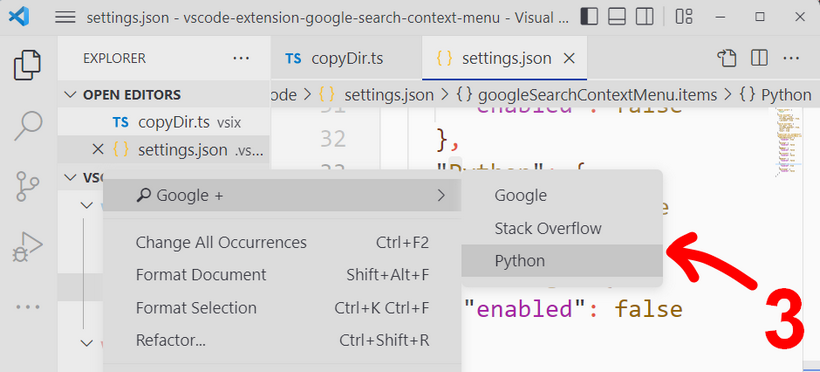 settings.json - vscode-extension-google-search-context-menu - Visual ...
EXPLORER ...
TS copyDir.ts
{ } settings.json
OPEN EDITORS
ode > { } settings.json > { } googleSearchContextMenu.items > { } Python
TS copyDir.ts vsix
{ } settings.json .vs...
"enabled": false
32 },
"Python": {
VSC
Google +
Change All Occurrences Ctrl+F2
Format Document Shift+Alt+F
Format Selection Ctrl+K Ctrl+F
Refactor... Ctrl+Shift+R
Google
Stack Overflow
Python
"enabled": false
3